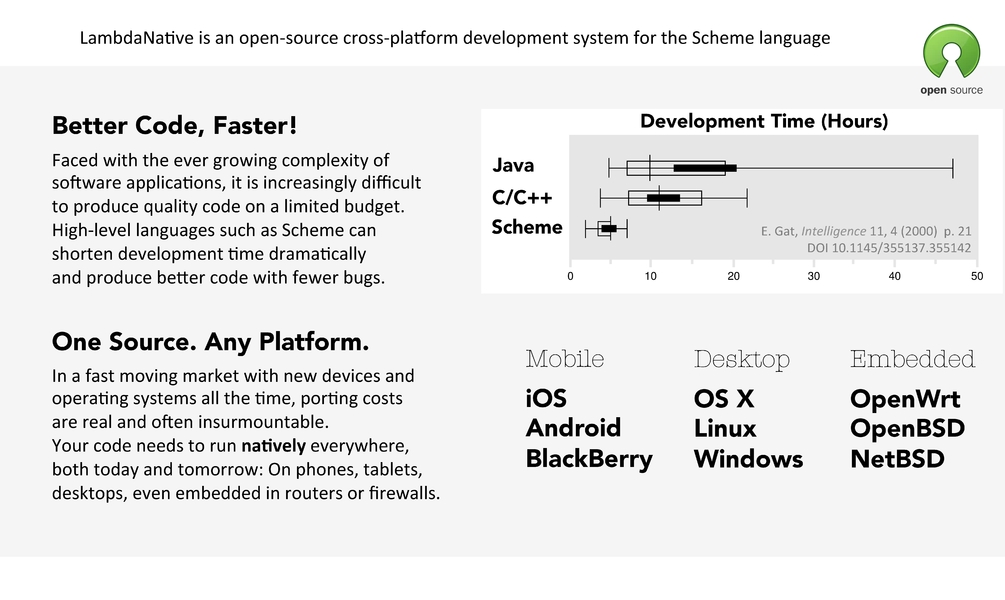 LambdaNative is an open-source cross-platform development system for the Scheme language
open source
Better Code, Faster!
Faced with the ever growing complexity of
software applications, it is increasingly difficult
to produce quality code on a limited budget.
High-level languages such as Scheme can
shorten development time dramatically
and produce better code with fewer bugs.
Development Time (Hours)
Java
C/C++
Scheme
E. Gat, Intelligence 11, 4 (2000) p. 21
DOI 10.1145/355137.355142
0 10 20 30 40 50
One Source. Any Platform.
In a fast moving market with new devices and
operating systems all the time, porting costs
are real and often insurmountable.
Your code needs to run natively everywhere,
both today and tomorrow: On phones, tablets,
desktops, even embedded in routers or firewalls.
Mobile Desktop Embedded
iOS OS X OpenWrt
Android Linux OpenBSD
BlackBerry Windows NetBSD